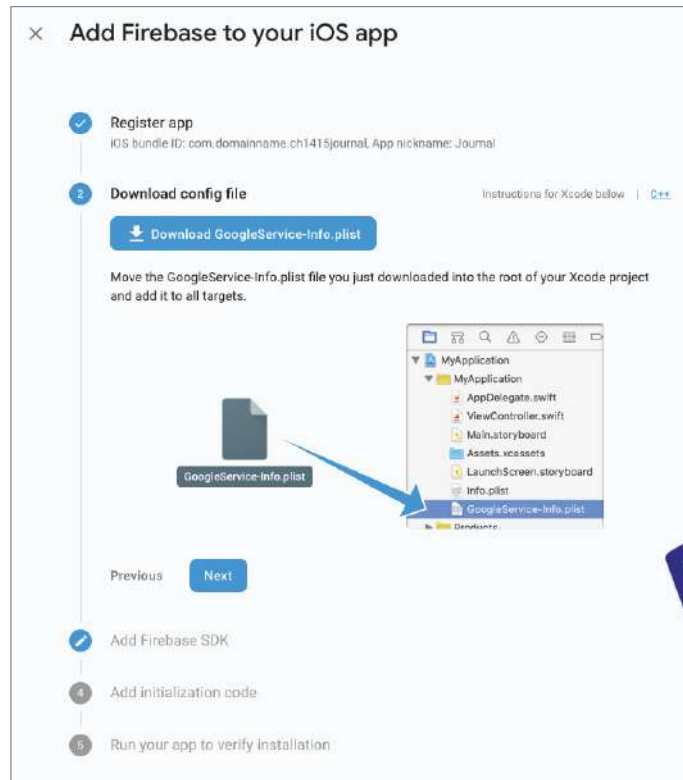 Add Firebase to your iOS app
Register app
iOS bundle ID: com.domainname.ch1415journal, App nickname: Journal
2
Download config file
Instructions for Xcode below | C++
Download GoogleService-Info.plist
Move the GoogleService-Info.plist file you just downloaded into the root of your Xcode project
and add it to all targets.
MyApplication
MyApplication
AppDelegate.swift
ViewController.swift
Main.storyboard
Assets.xcassets
LaunchScreen.storyboard
GoogleService-Info.plist
Info.plist
GoogleService-Info.plist
Products
Previous
Next
Add Firebase SDK
4
Add initialization code
5
Run your app to verify installation